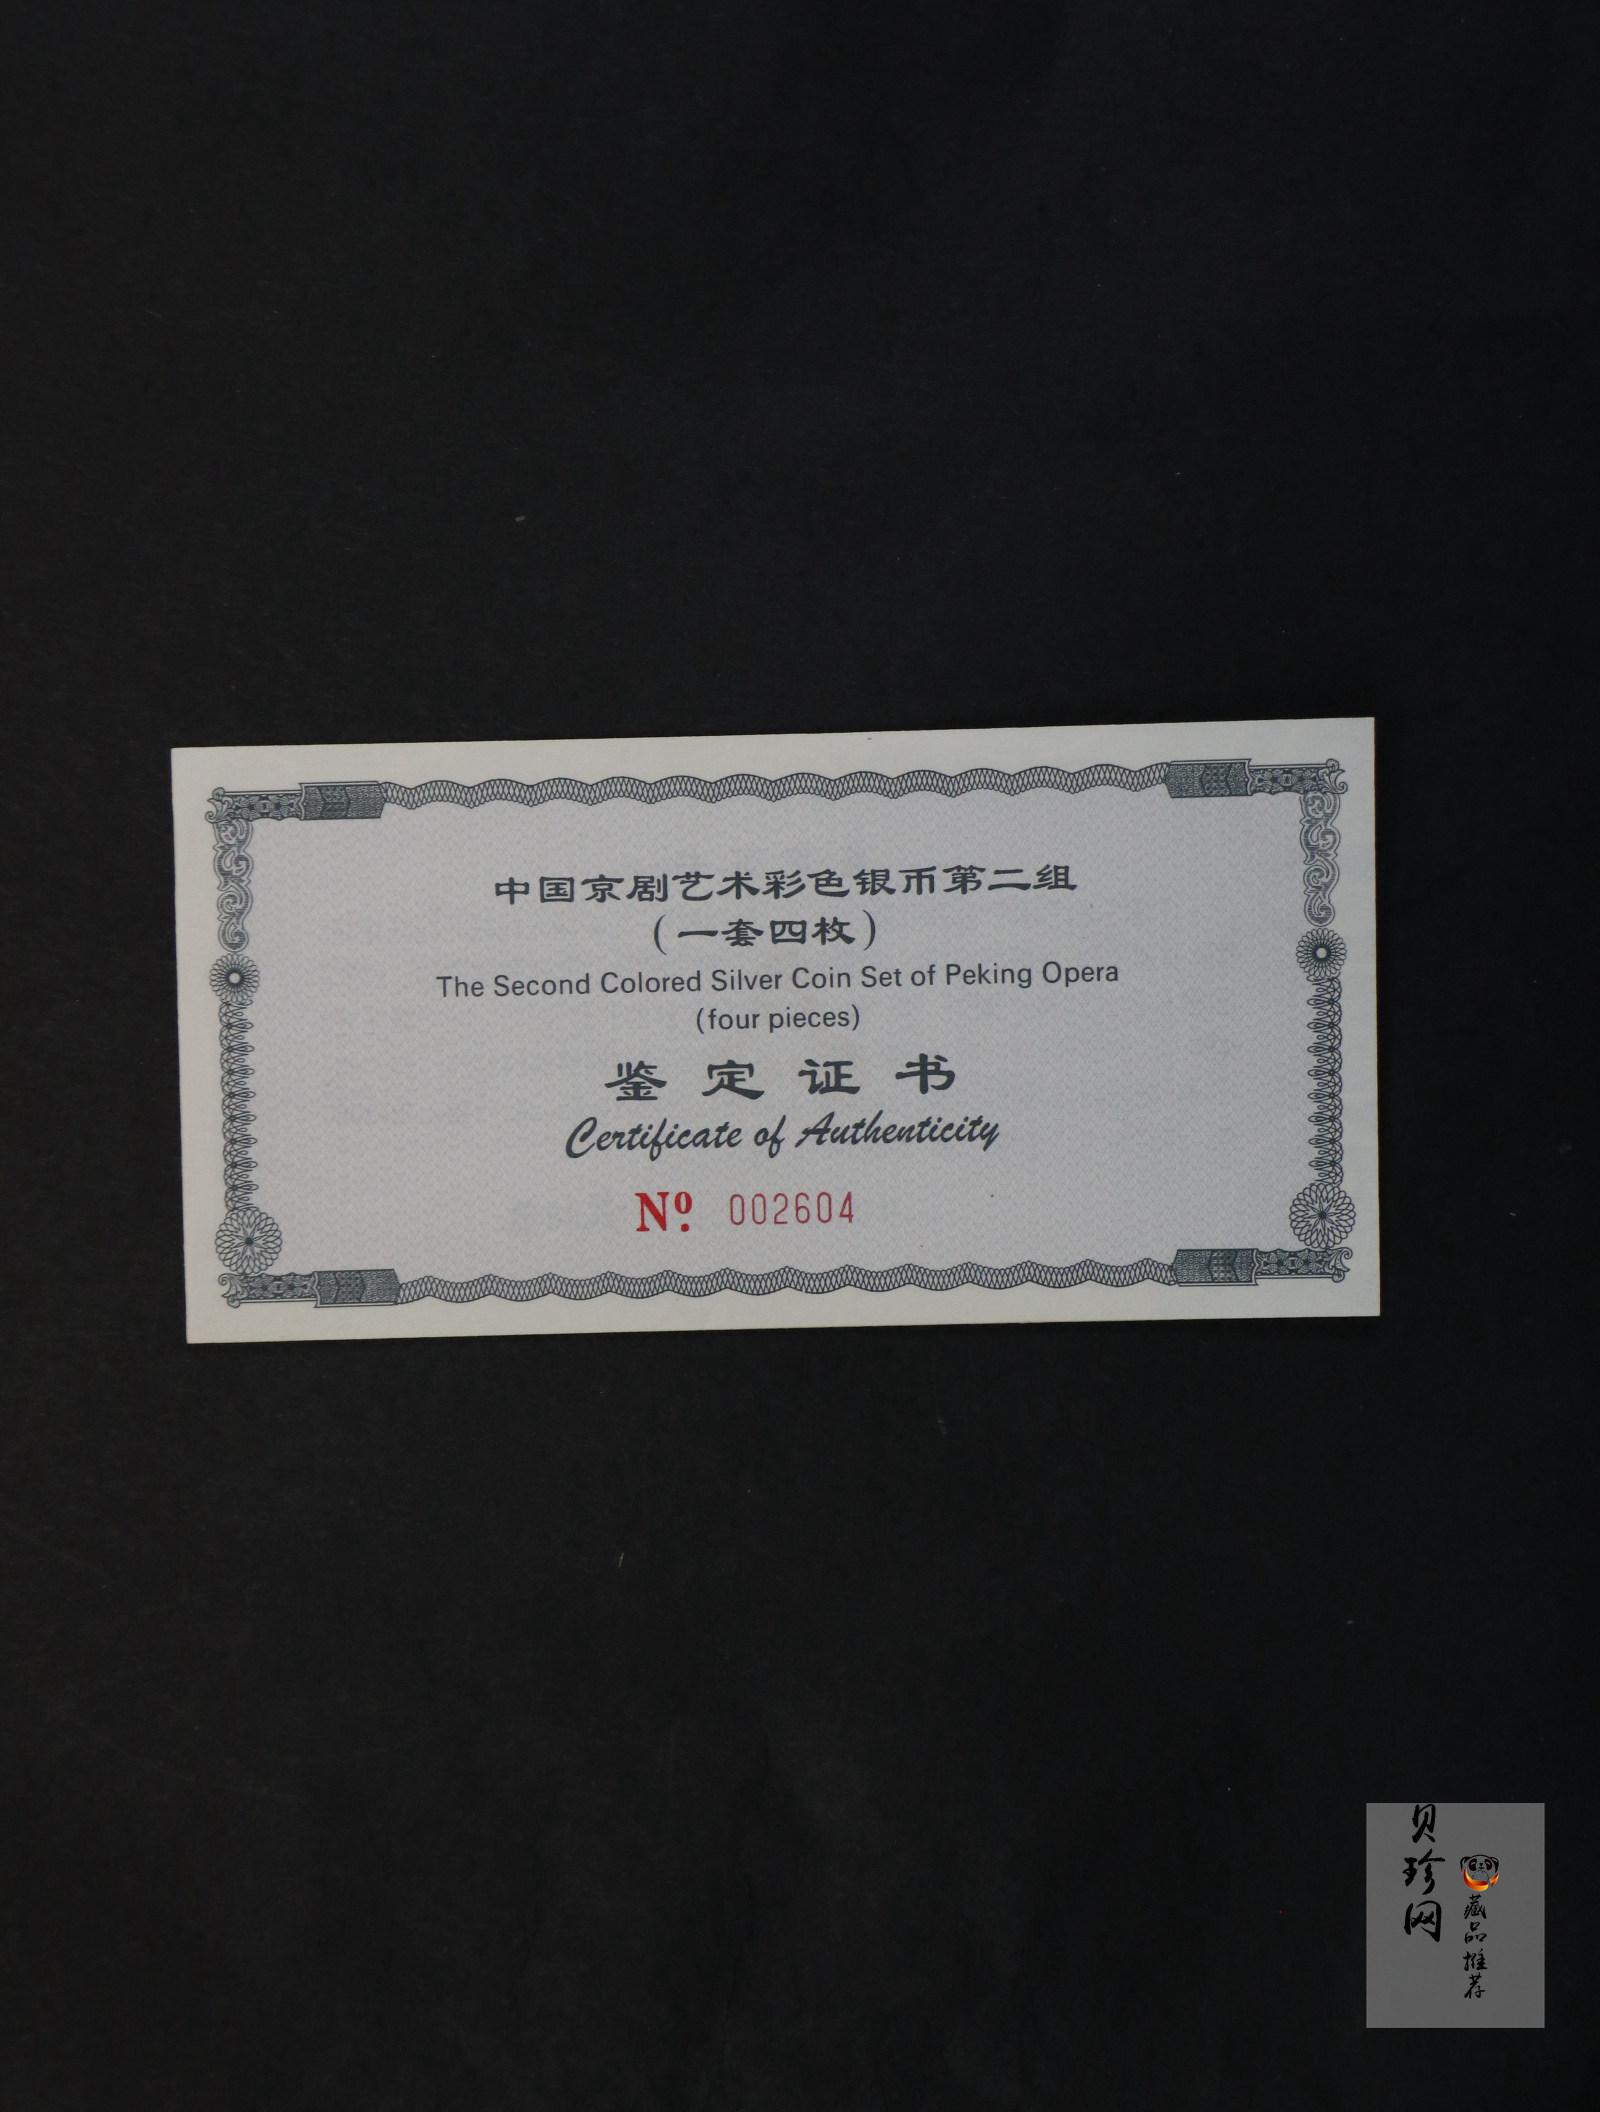 中国京剧艺术彩色银币第二组
(一套四枚)
The Second Colored Silver Coin Set of Peking Opera
(four pieces)
鉴定证书
Certificate of Authenticity
Nº 002604
贝珍网
藏品推荐